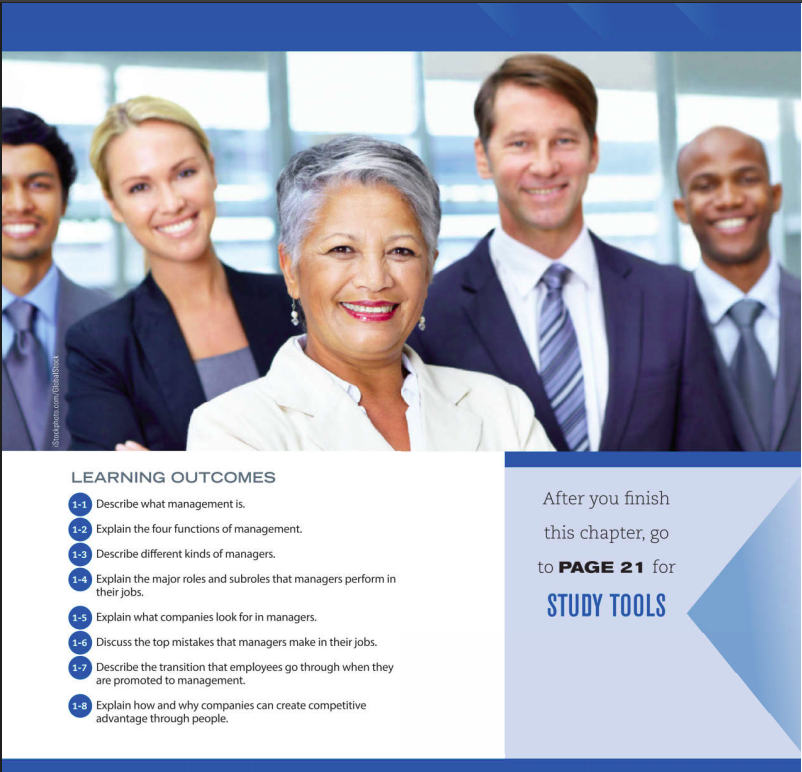 iStockphoto.com/GlobalStock
LEARNING OUTCOMES
1-1 Describe what management is.
1-2 Explain the four functions of management.
1-3 Describe different kinds of managers.
1-4 Explain the major roles and subroles that managers perform in
their jobs.
1-5 Explain what companies look for in managers.
1-6 Discuss the top mistakes that managers make in their jobs.
1-7 Describe the transition that employees go through when they
are promoted to management.
1-8 Explain how and why companies can create competitive
advantage through people.
After you finish
this chapter, go
to PAGE 21 for
STUDY TOOLS